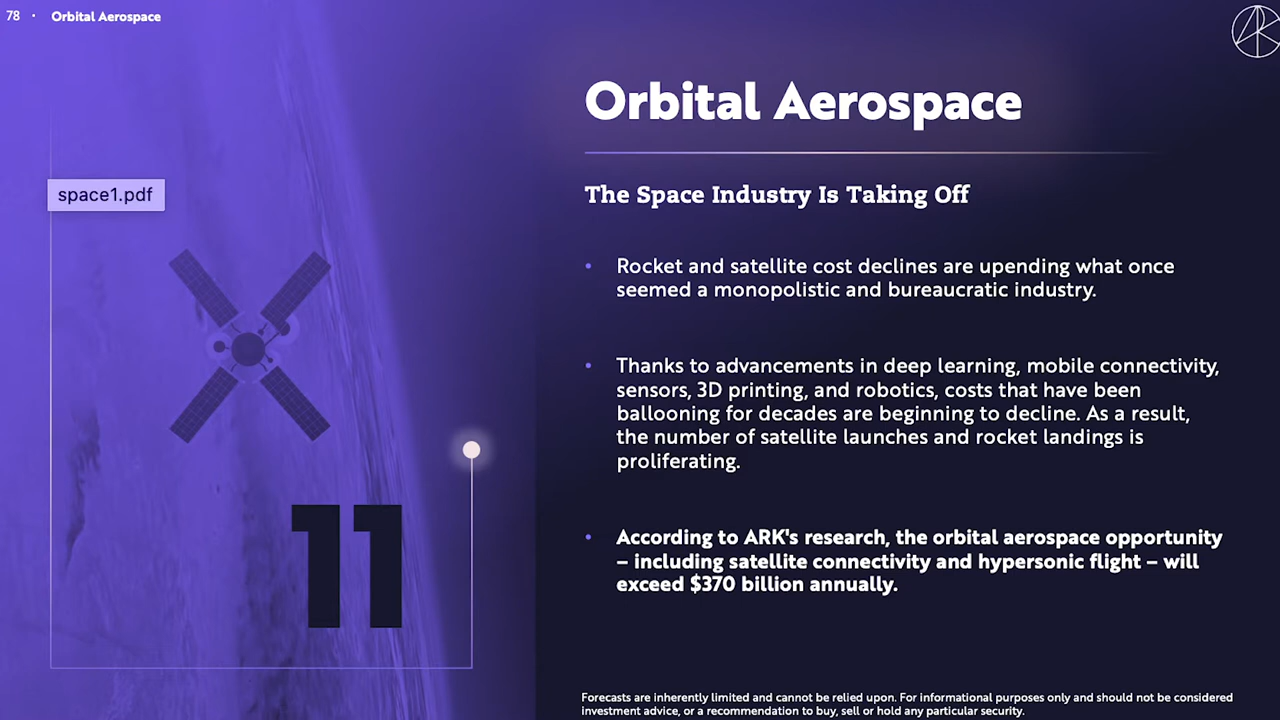 78 · Orbital Aerospace
Orbital Aerospace
The Space Industry Is Taking Off
space1.pdf
• Rocket and satellite cost declines are upending what once
seemed a monopolistic and bureaucratic industry.
• Thanks to advancements in deep learning, mobile connectivity,
sensors, 3D printing, and robotics, costs that have been
ballooning for decades are beginning to decline. As a result,
the number of satellite launches and rocket landings is
proliferating.
11
• According to ARK's research, the orbital aerospace opportunity
– including satellite connectivity and hypersonic flight – will
exceed $370 billion annually.
Forecasts are inherently limited and cannot be relied upon. For informational purposes only and should not be considered
investment advice, or a recommendation to buy, sell or hold any particular security.